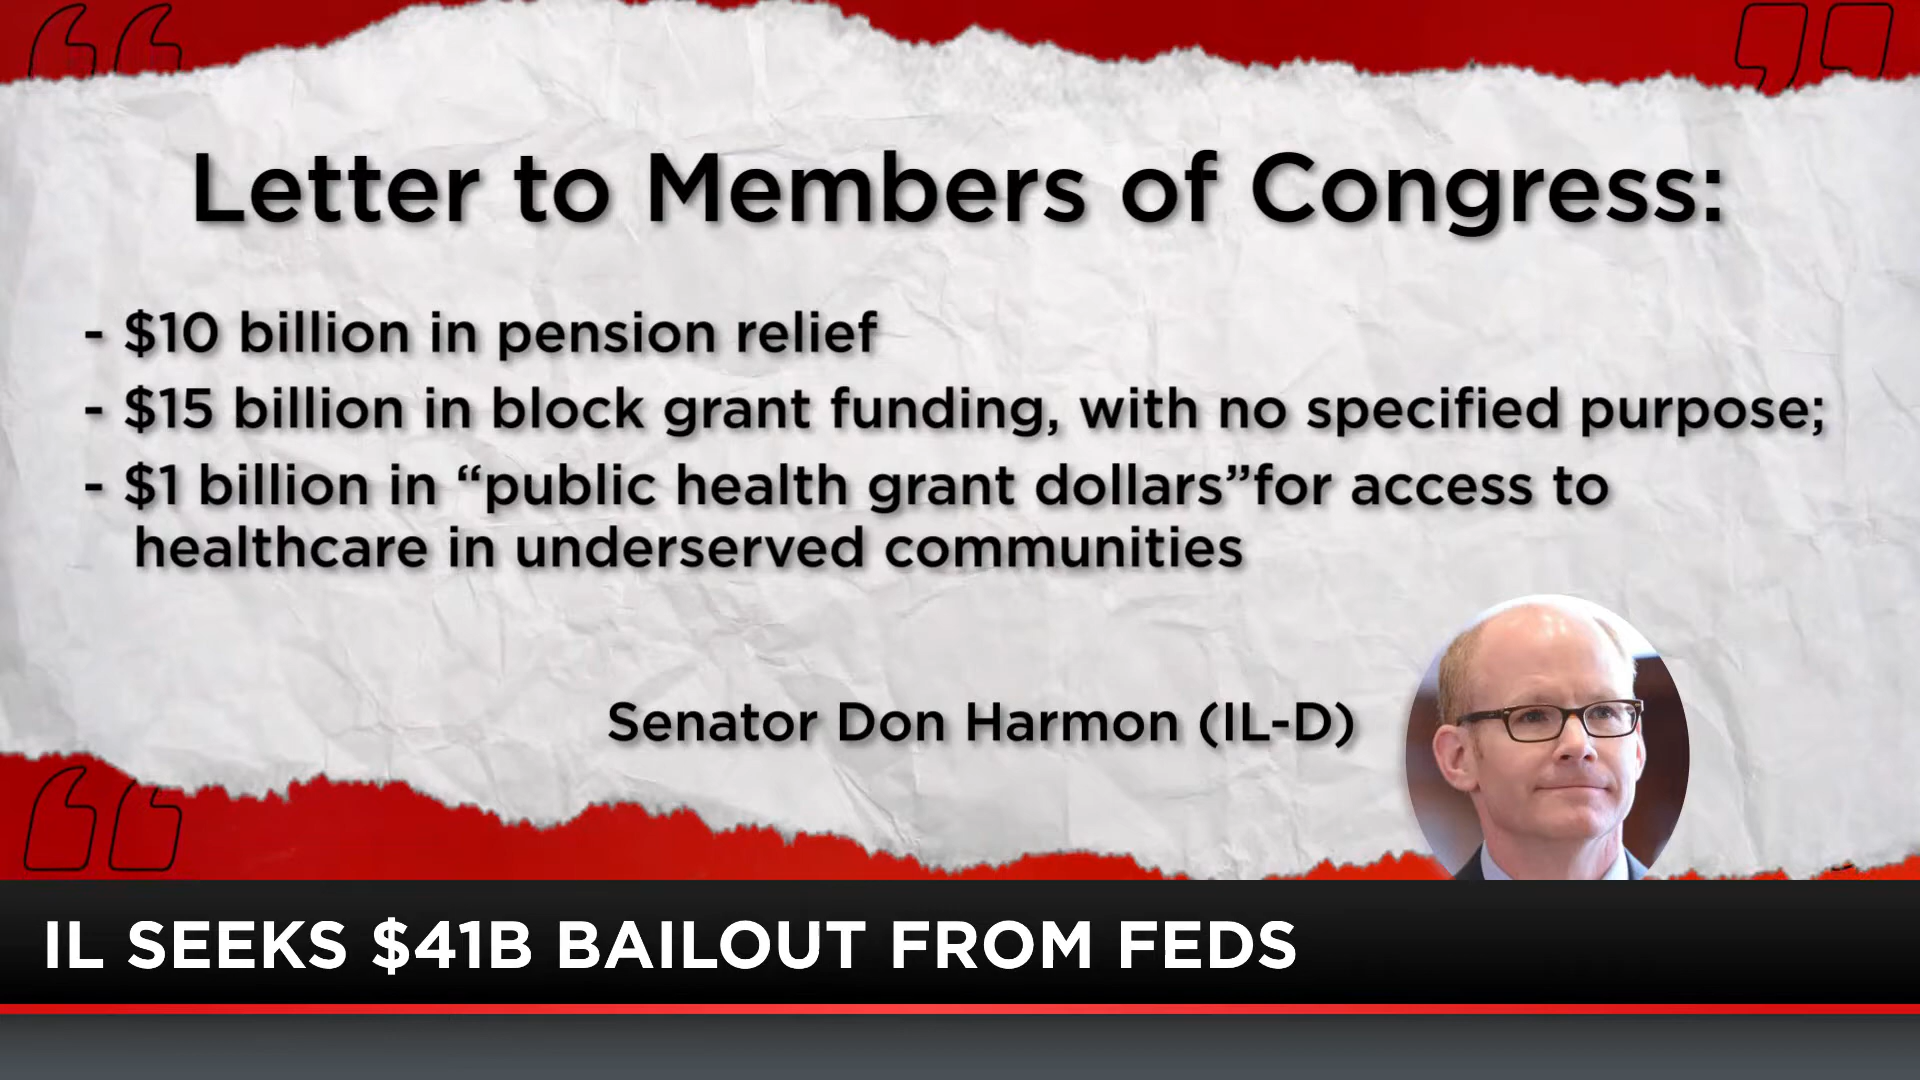 Letter to Members of Congress:
- $10 billion in pension relief
- $15 billion in block grant funding, with no specified purpose;
- $1 billion in “public health grant dollars”for access to
healthcare in underserved communities
Senator Don Harmon (IL-D)
IL SEEKS $41B BAILOUT FROM FEDS